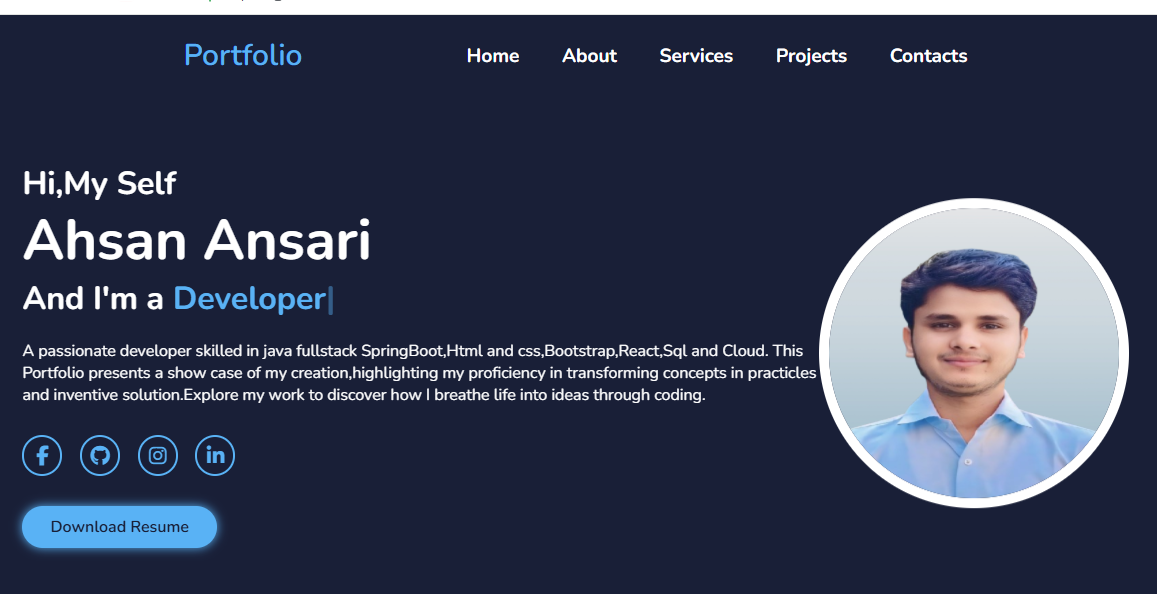 Portfolio
Home About Services Projects Contacts
Hi,My Self
Ahsan Ansari
And I'm a Developer|
A passionate developer skilled in java fullstack SpringBoot,Html and css,Bootstrap,React,Sql and Cloud. This
Portfolio presents a show case of my creation,highlighting my proficiency in transforming concepts in practicles
and inventive solution.Explore my work to discover how I breathe life into ideas through coding.
Download Resume